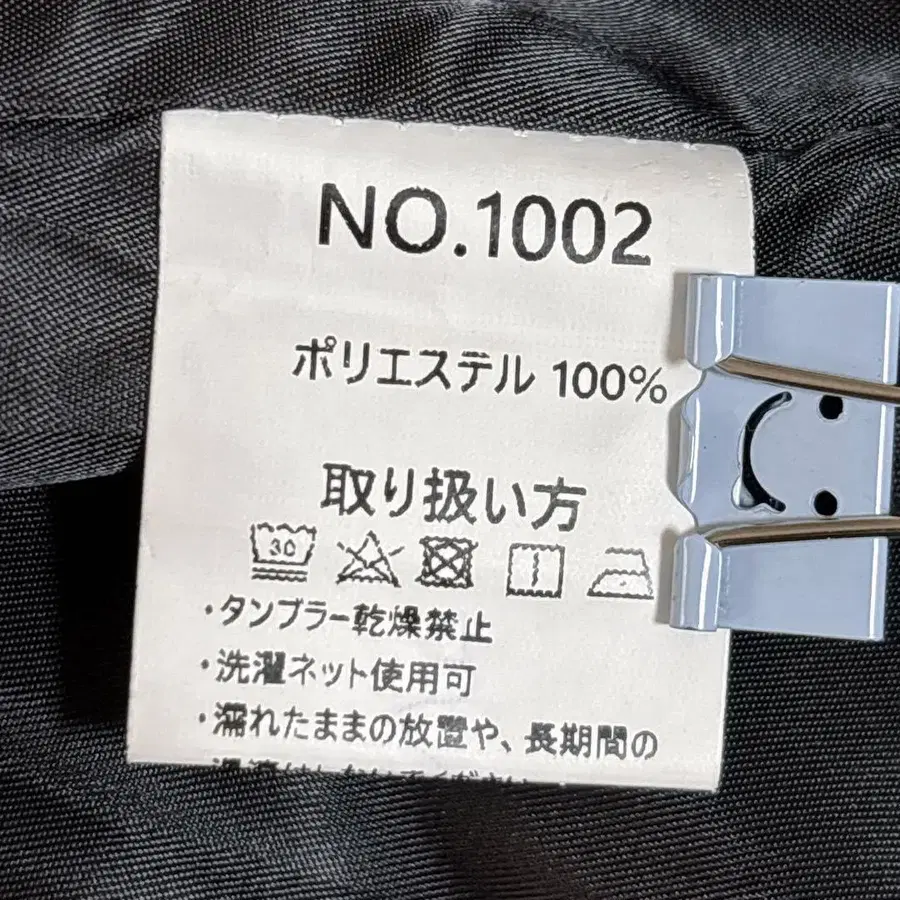 NO.1002
ポリエステル 100%
取り扱い方
30
・タンブラー乾燥禁止
・洗濯ネット使用可
・濡れたままの放置や、長期間の